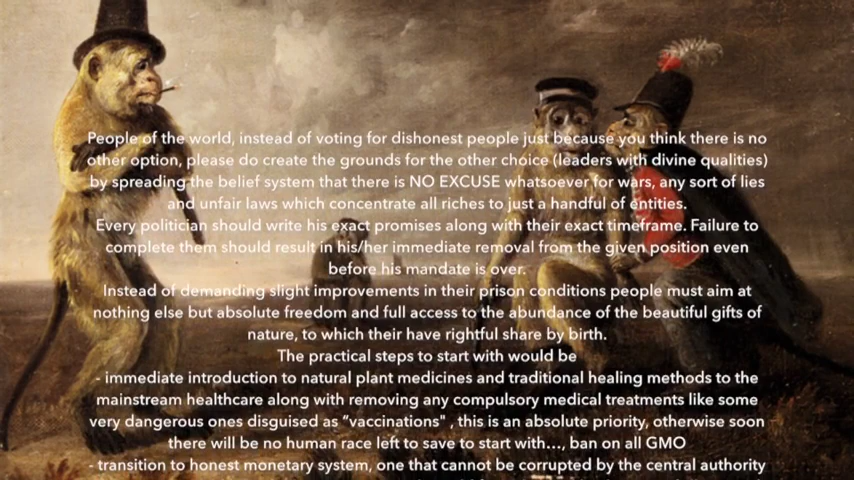 People of the world, instead of voting for dishonest people just because you think there is no
other option, please do create the grounds for the other choice (leaders with divine qualities)
by spreading the belief system that there is NO EXCUSE whatsoever for wars, any sort of lies
and unfair laws which concentrate all riches to just a handful of entities.
Every politician should write his exact promises along with their exact timeframe. Failure to
complete them should result in his/her immediate removal from the given position even
before his mandate is over.
Instead of demanding slight improvements in their prison conditions people must aim at
nothing else but absolute freedom and full access to the abundance of the beautiful gifts of
nature, to which their have rightful share by birth.
The practical steps to start with would be
- immediate introduction to natural plant medicines and traditional healing methods to the
mainstream healthcare along with removing any compulsory medical treatments like some
very dangerous ones disguised as “vaccinations" , this is an absolute priority, otherwise soon
there will be no human race left to save to start with..., ban on all GMO
- transition to honest monetary system, one that cannot be corrupted by the central authority